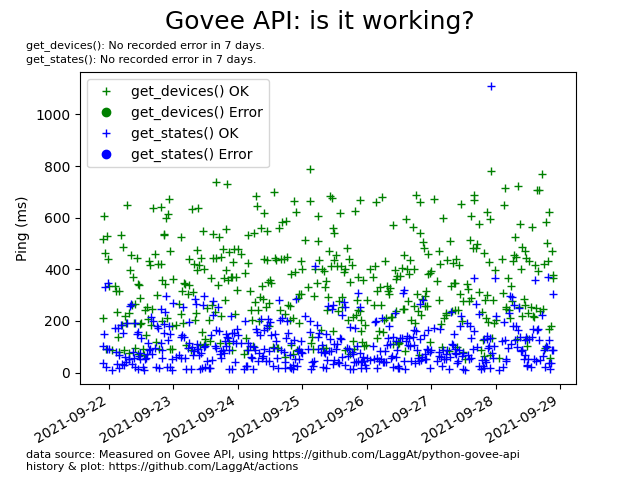 Govee API: is it working?
get_devices(): No recorded error in 7 days.
get_states(): No recorded error in 7 days.
get_devices() OK
get_devices() Error
get_states() OK
get_states() Error
Ping (ms)
1000
800
600
400
200
0
2021-09-22
2021-09-23
2021-09-24
2021-09-25
2021-09-26
2021-09-27
2021-09-28
2021-09-29
data source: Measured on Govee API, using https://github.com/LaggAt/python-govee-api
history & plot: https://github.com/LaggAt/actions